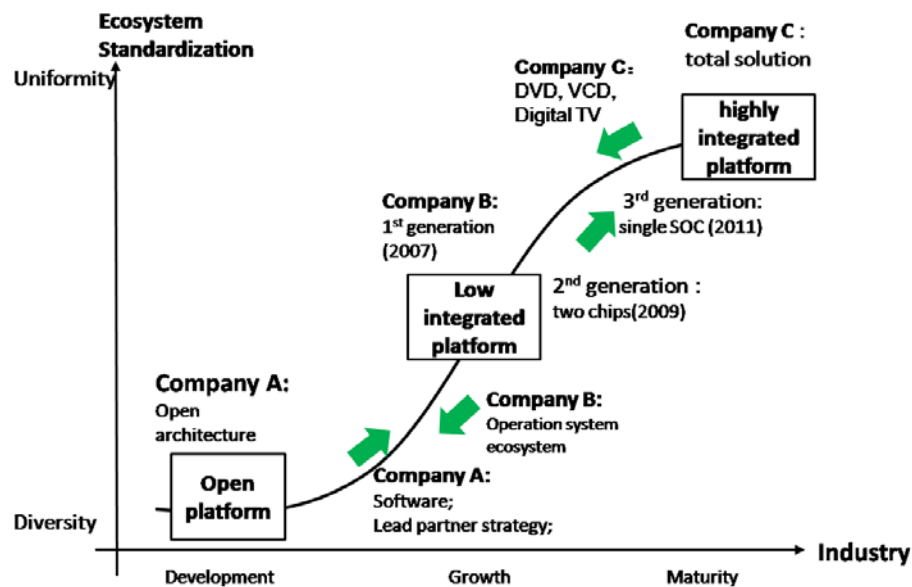 Ecosystem
Standardization
Uniformity
Company C :
total solution
Company C:
DVD, VCD,
Digital TV
highly
integrated
platform
Company B:
1st generation
(2007)
3rd generation:
single SOC (2011)
Low
integrated
platform
2nd generation :
two chips(2009)
Company A:
Open
architecture
Company B:
Operation system
ecosystem
Open
platform
Company A:
Software;
Lead partner strategy;
Diversity
Industry
Development
Growth
Maturity